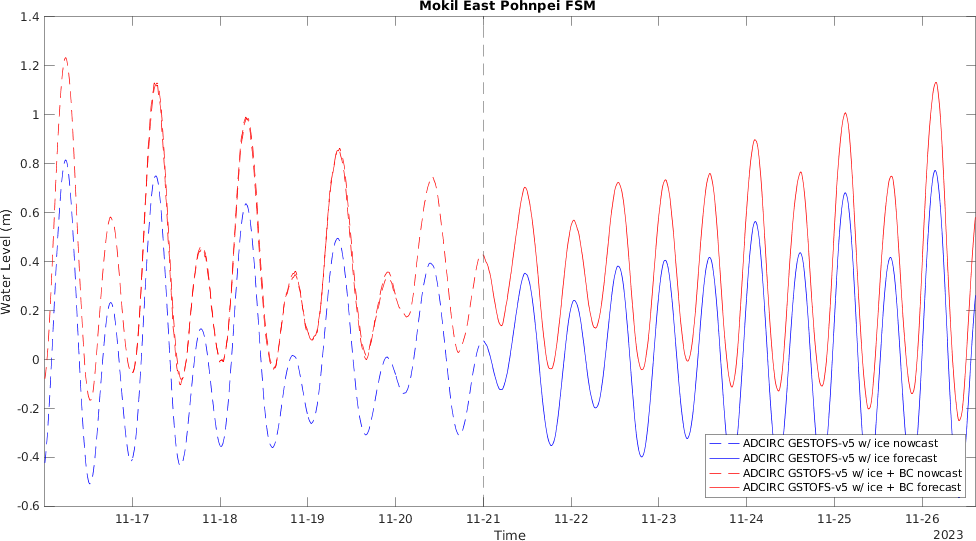 Mokil East Pohnpei FSM
1.4
1.2
1
0.8
0.6
0.4
0.2
0
-0.2
-0.4
-0.6
Water Level (m)
ADCIRC GESTOFS-v5 w/ ice nowcast
ADCIRC GESTOFS-v5 w/ ice forecast
ADCIRC GSTOFS-v5 w/ ice + BC nowcast
ADCIRC GSTOFS-v5 w/ ice + BC forecast
11-17 11-18 11-19 11-20 11-21 11-22 11-23 11-24 11-25 11-26
Time
2023